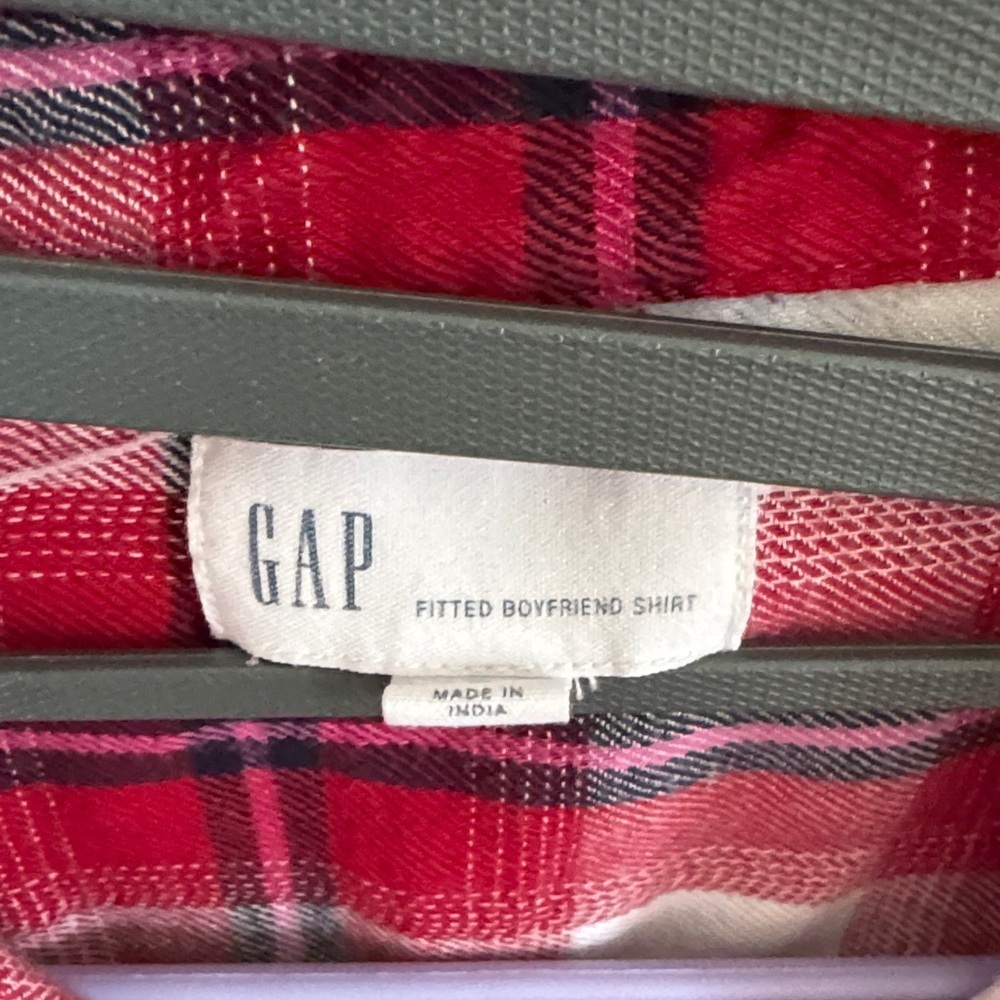 GAP
FITTED BOYFRIEND SHIRT
MADE IN
INDIA